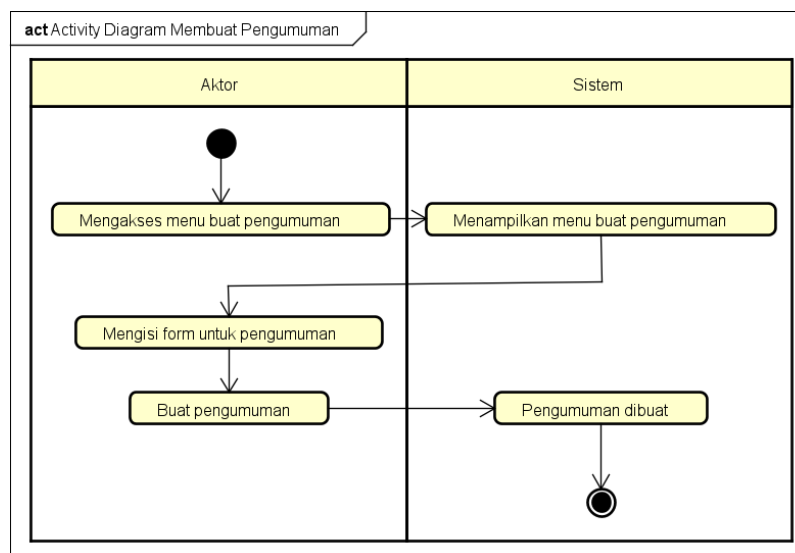 act Activity Diagram Membuat Pengumuman
Aktor
Sistem
Mengakses menu buat pengumuman
Menampilkan menu buat pengumuman
Mengisi form untuk pengumuman
Buat pengumuman
Pengumuman dibuat